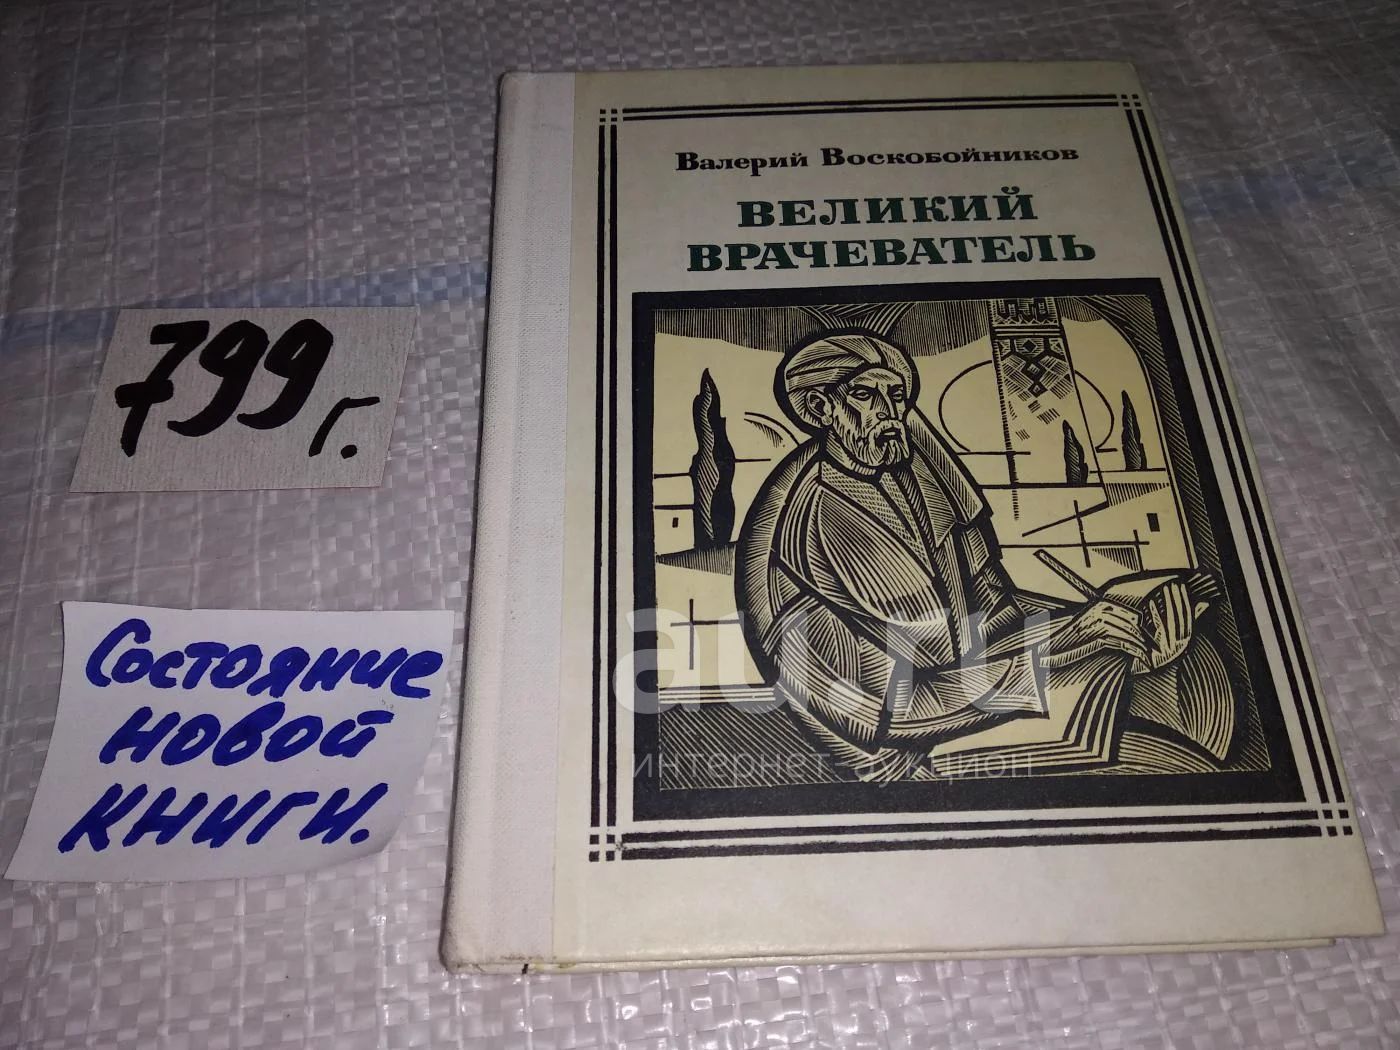 Валерий Воскобойников
ВЕЛИКИЙ
ВРАЧЕВАТЕЛЬ
799 г.
Состояние
новой
книги.
au.ru
интернет-аукцион